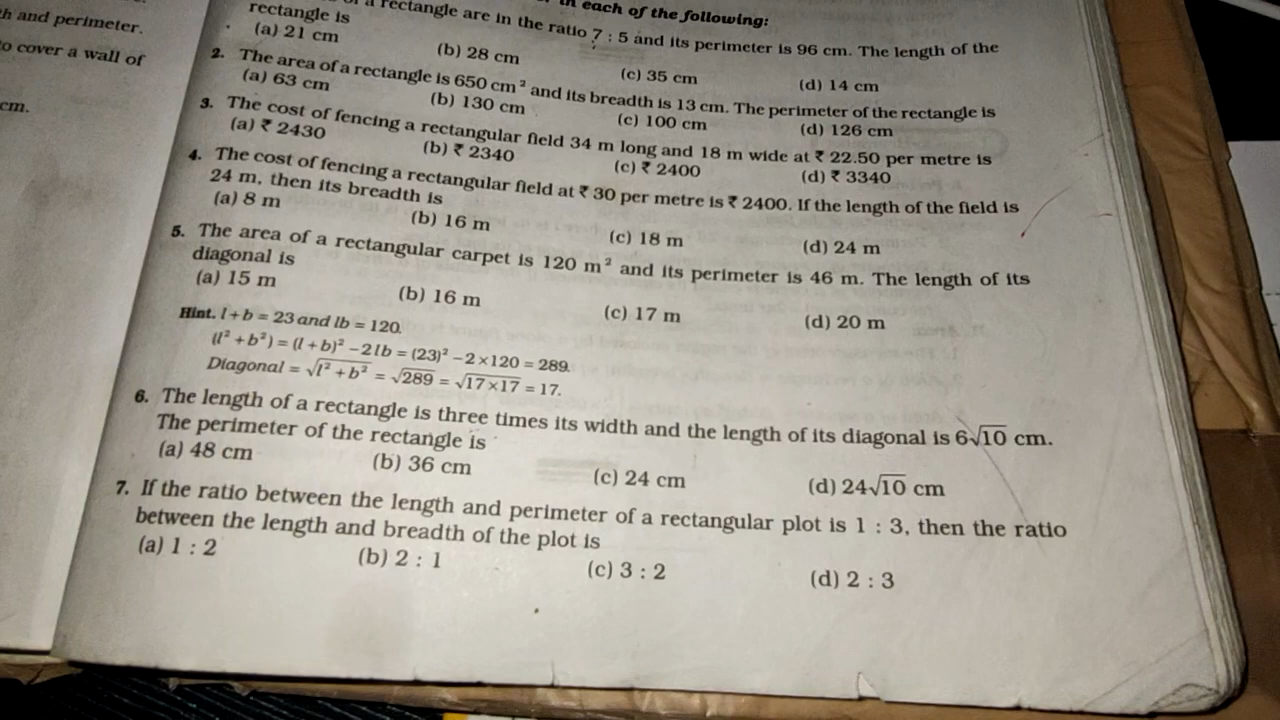 h and perimeter.
o cover a wall of
cm.
in each of the following:
rectangle are in the ratio 7 : 5 and its perimeter is 96 cm. The length of the
rectangle is
(a) 21 cm (b) 28 cm (c) 35 cm (d) 14 cm
2. The area of a rectangle is 650 cm² and its breadth is 13 cm. The perimeter of the rectangle is
(a) 63 cm (b) 130 cm (c) 100 cm (d) 126 cm
3. The cost of fencing a rectangular field 34 m long and 18 m wide at ₹ 22.50 per metre is
(a) ₹ 2430 (b) ₹ 2340 (c) ₹ 2400 (d) ₹ 3340
4. The cost of fencing a rectangular field at ₹ 30 per metre is ₹ 2400. If the length of the field is
24 m, then its breadth is
(a) 8 m (b) 16 m (c) 18 m (d) 24 m
5. The area of a rectangular carpet is 120 m² and its perimeter is 46 m. The length of its
diagonal is
(a) 15 m (b) 16 m (c) 17 m (d) 20 m
Hint. l + b = 23 and lb = 120.
(l² + b²) = (l + b)² − 2lb = (23)² − 2 × 120 = 289.
Diagonal = √(l² + b²) = √289 = √(17 × 17) = 17.
6. The length of a rectangle is three times its width and the length of its diagonal is 6√10 cm.
The perimeter of the rectangle is
(a) 48 cm (b) 36 cm (c) 24 cm (d) 24√10 cm
7. If the ratio between the length and perimeter of a rectangular plot is 1 : 3, then the ratio
between the length and breadth of the plot is
(a) 1 : 2 (b) 2 : 1 (c) 3 : 2 (d) 2 : 3